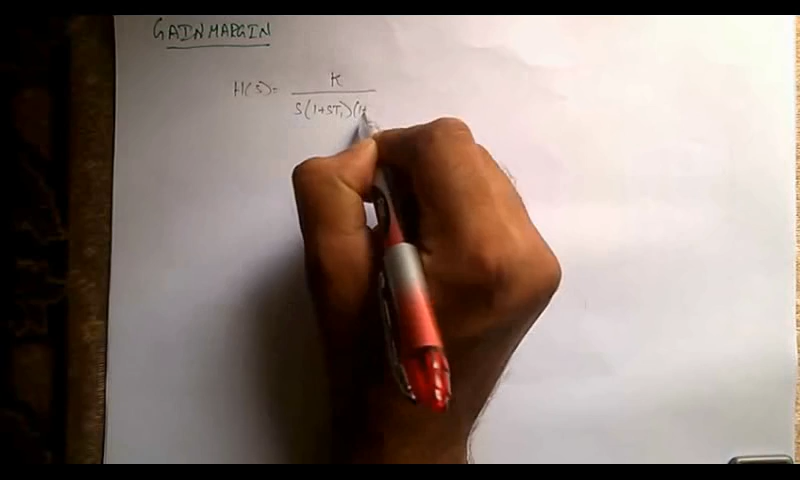 GAIN MARGIN
H(s) = K / S(1+ST₁)(1+